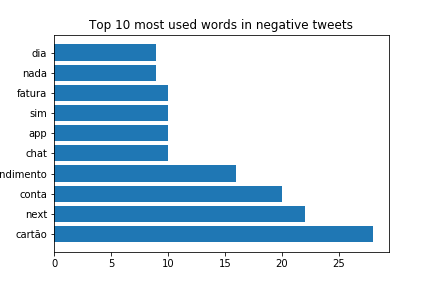 Top 10 most used words in negative tweets
dia
nada
fatura
sim
app
chat
ndimento
conta
next
cartão
0 5 10 15 20 25